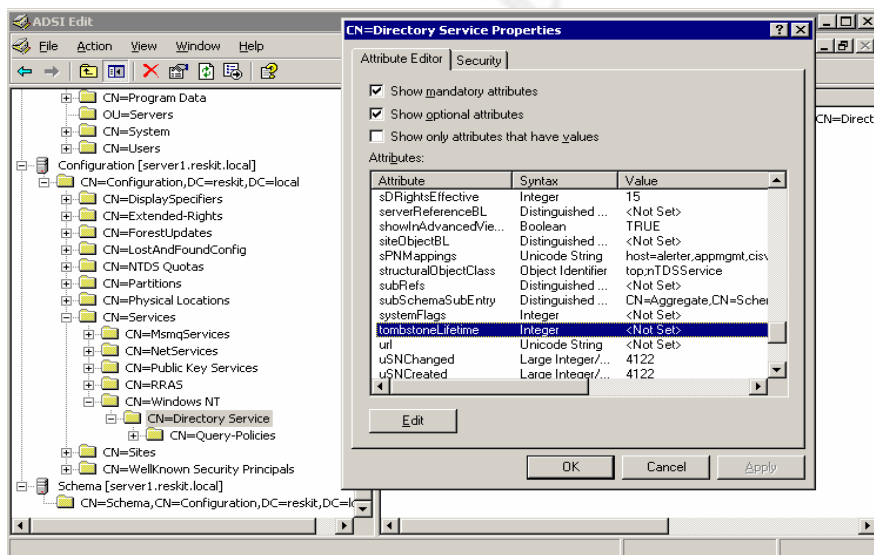 ADSI Edit
File Action View Window Help
CN=Program Data
OU=Servers
CN=System
CN=Users
Configuration [server1.reskit.local]
CN=Configuration,DC=reskit,DC=local
CN=DisplaySpecifiers
CN=Extended-Rights
CN=ForestUpdates
CN=LostAndFoundConfig
CN=NTDS Quotas
CN=Partitions
CN=Physical Locations
CN=Services
CN=MsmqServices
CN=NetServices
CN=Public Key Services
CN=RRAS
CN=Windows NT
CN=Directory Service
CN=Query-Policies
CN=Sites
CN=WellKnown Security Principals
Schema [server1.reskit.local]
CN=Schema,CN=Configuration,DC=reskit,DC=lo
CN=Directory Service Properties
Attribute Editor Security
Show mandatory attributes
Show optional attributes
Show only attributes that have values
Attributes:
Attribute Syntax Value
sDRightsEffective Integer 15
serverReferenceBL Distinguished ... <Not Set>
showInAdvancedVie... Boolean TRUE
siteObjectBL Distinguished ... <Not Set>
sPNMappings Unicode String host=alerter,appmgmt,cisv
structuralObjectClass Object Identifier top;nTDSService
subRefs Distinguished ... <Not Set>
subSchemaSubEntry Distinguished ... CN=Aggregate,CN=Scher
systemFlags Integer <Not Set>
tombstoneLifetime Integer <Not Set>
url Unicode String <Not Set>
uSNChanged Large Integer/... 4122
uSNCreated Large Integer/... 4122
Edit
OK Cancel Apply
CN=Direct